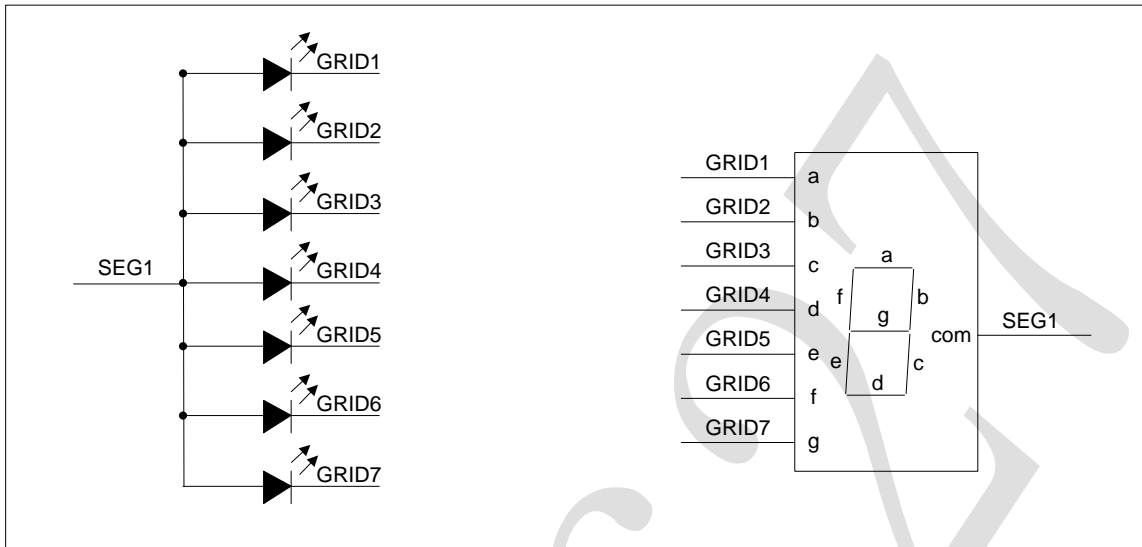 GRID1
GRID2
GRID3
SEG1
GRID4
GRID5
GRID6
GRID7
GRID1 a
GRID2 b
GRID3 c
GRID4 d
GRID5 e
GRID6 f
GRID7 g
a
f b
g
e c
d
com SEG1